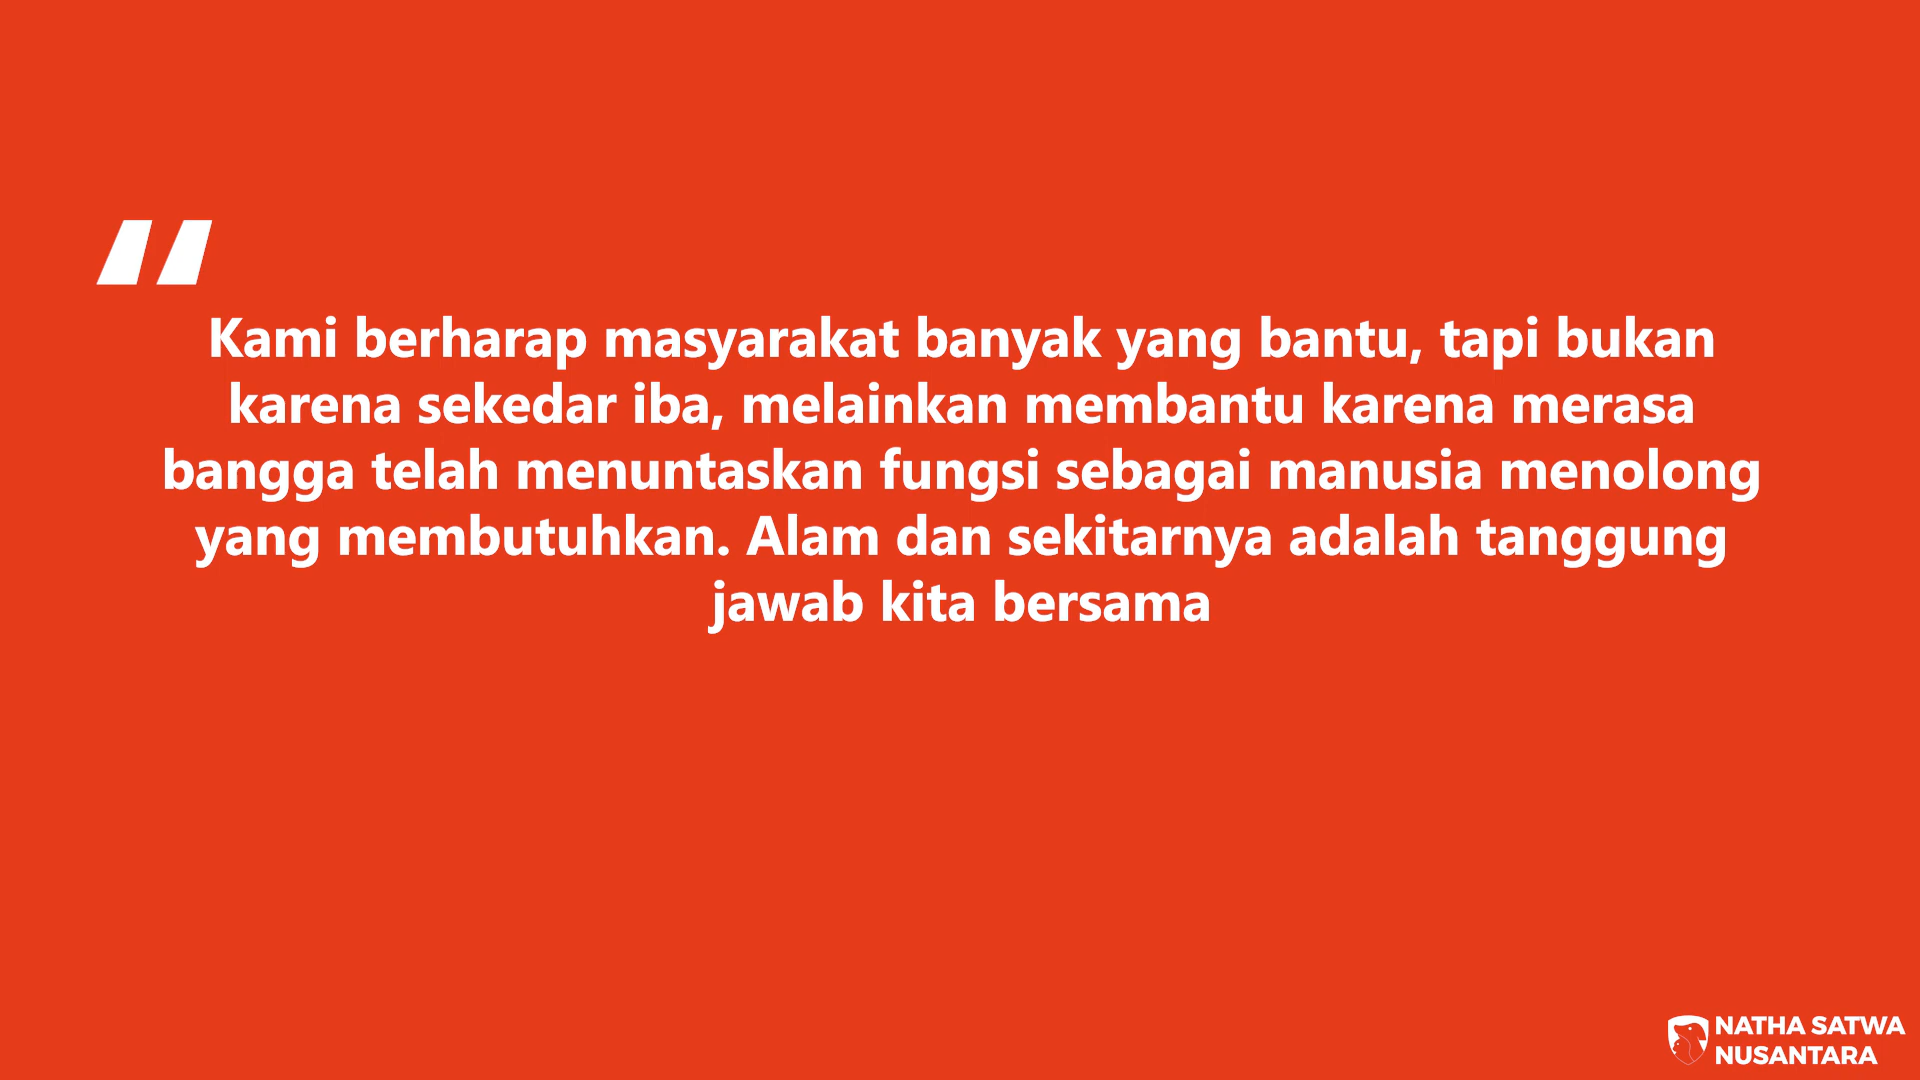 Kami berharap masyarakat banyak yang bantu, tapi bukan
karena sekedar iba, melainkan membantu karena merasa
bangga telah menuntaskan fungsi sebagai manusia menolong
yang membutuhkan. Alam dan sekitarnya adalah tanggung
jawab kita bersama
NATHA SATWA
NUSANTARA